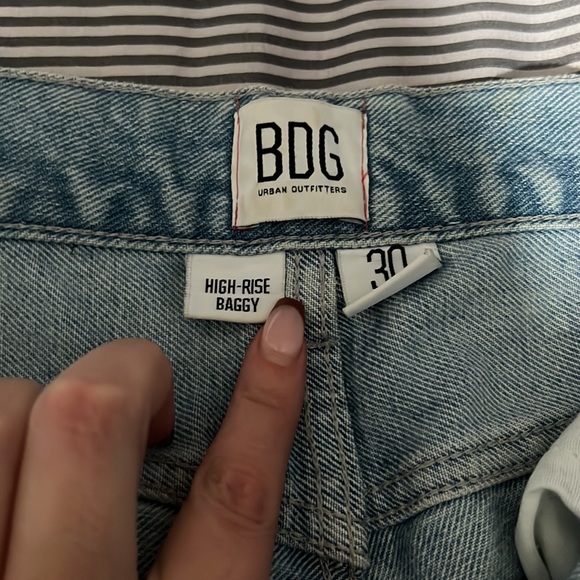 BDG
URBAN OUTFITTERS
HIGH-RISE
BAGGY
30